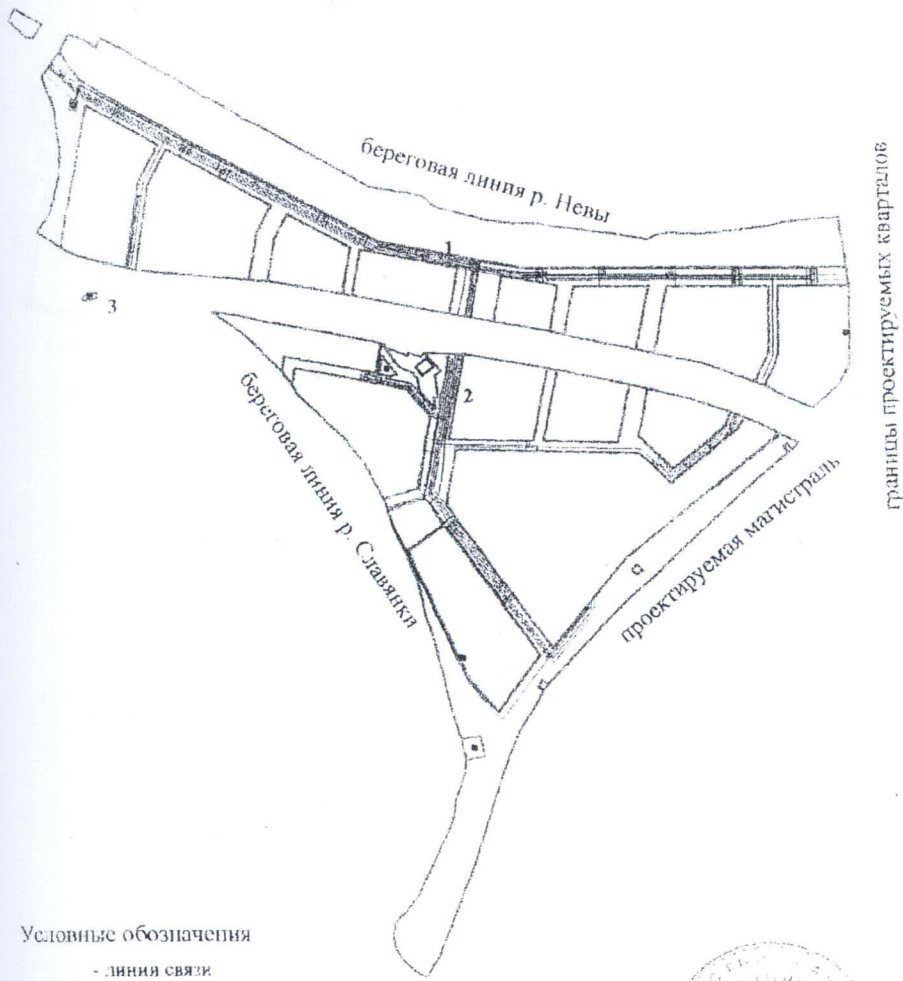 береговая линия р. Невы
1
границы проектируемых кварталов
3
2
береговая линия р. Славянки
проектируемая магистраль
Условные обозначения
- линия связи